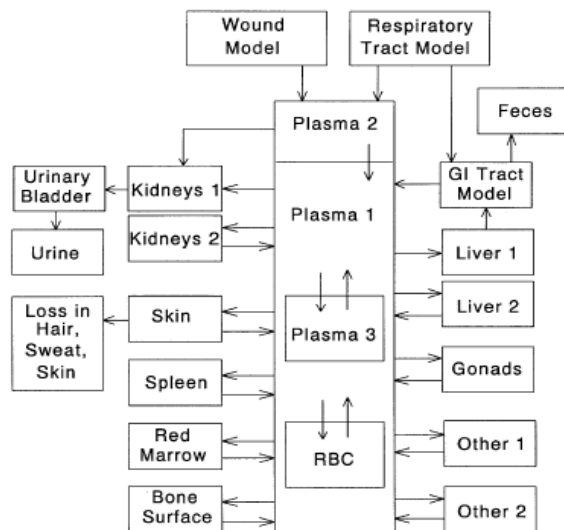 Wound
Model
Respiratory
Tract Model
Feces
Plasma 2
Urinary
Bladder
Kidneys 1
GI Tract
Model
Plasma 1
Urine
Kidneys 2
Liver 1
Loss in
Hair,
Sweat,
Skin
Skin
Plasma 3
Liver 2
Spleen
Gonads
Red
Marrow
RBC
Other 1
Bone
Surface
Other 2